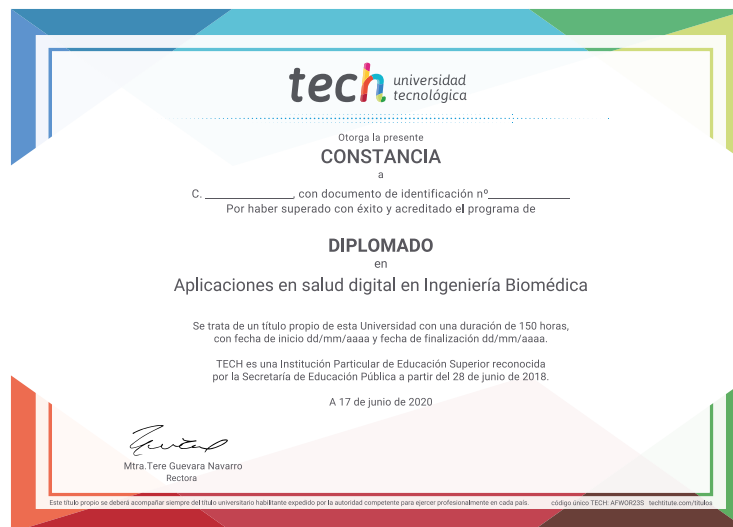 tech universidad
tecnológica
Otorga la presente
CONSTANCIA
a
C. ______________, con documento de identificación nº______________
Por haber superado con éxito y acreditado el programa de
DIPLOMADO
en
Aplicaciones en salud digital en Ingeniería Biomédica
Se trata de un título propio de esta Universidad con una duración de 150 horas,
con fecha de inicio dd/mm/aaaa y fecha de finalización dd/mm/aaaa.
TECH es una Institución Particular de Educación Superior reconocida
por la Secretaría de Educación Pública a partir del 28 de junio de 2018.
A 17 de junio de 2020
Mtra.Tere Guevara Navarro
Rectora
Este título propio se deberá acompañar siempre del título universitario habilitante expedido por la autoridad competente para ejercer profesionalmente en cada país. código único TECH: AFWOR23S techtitute.com/titulos